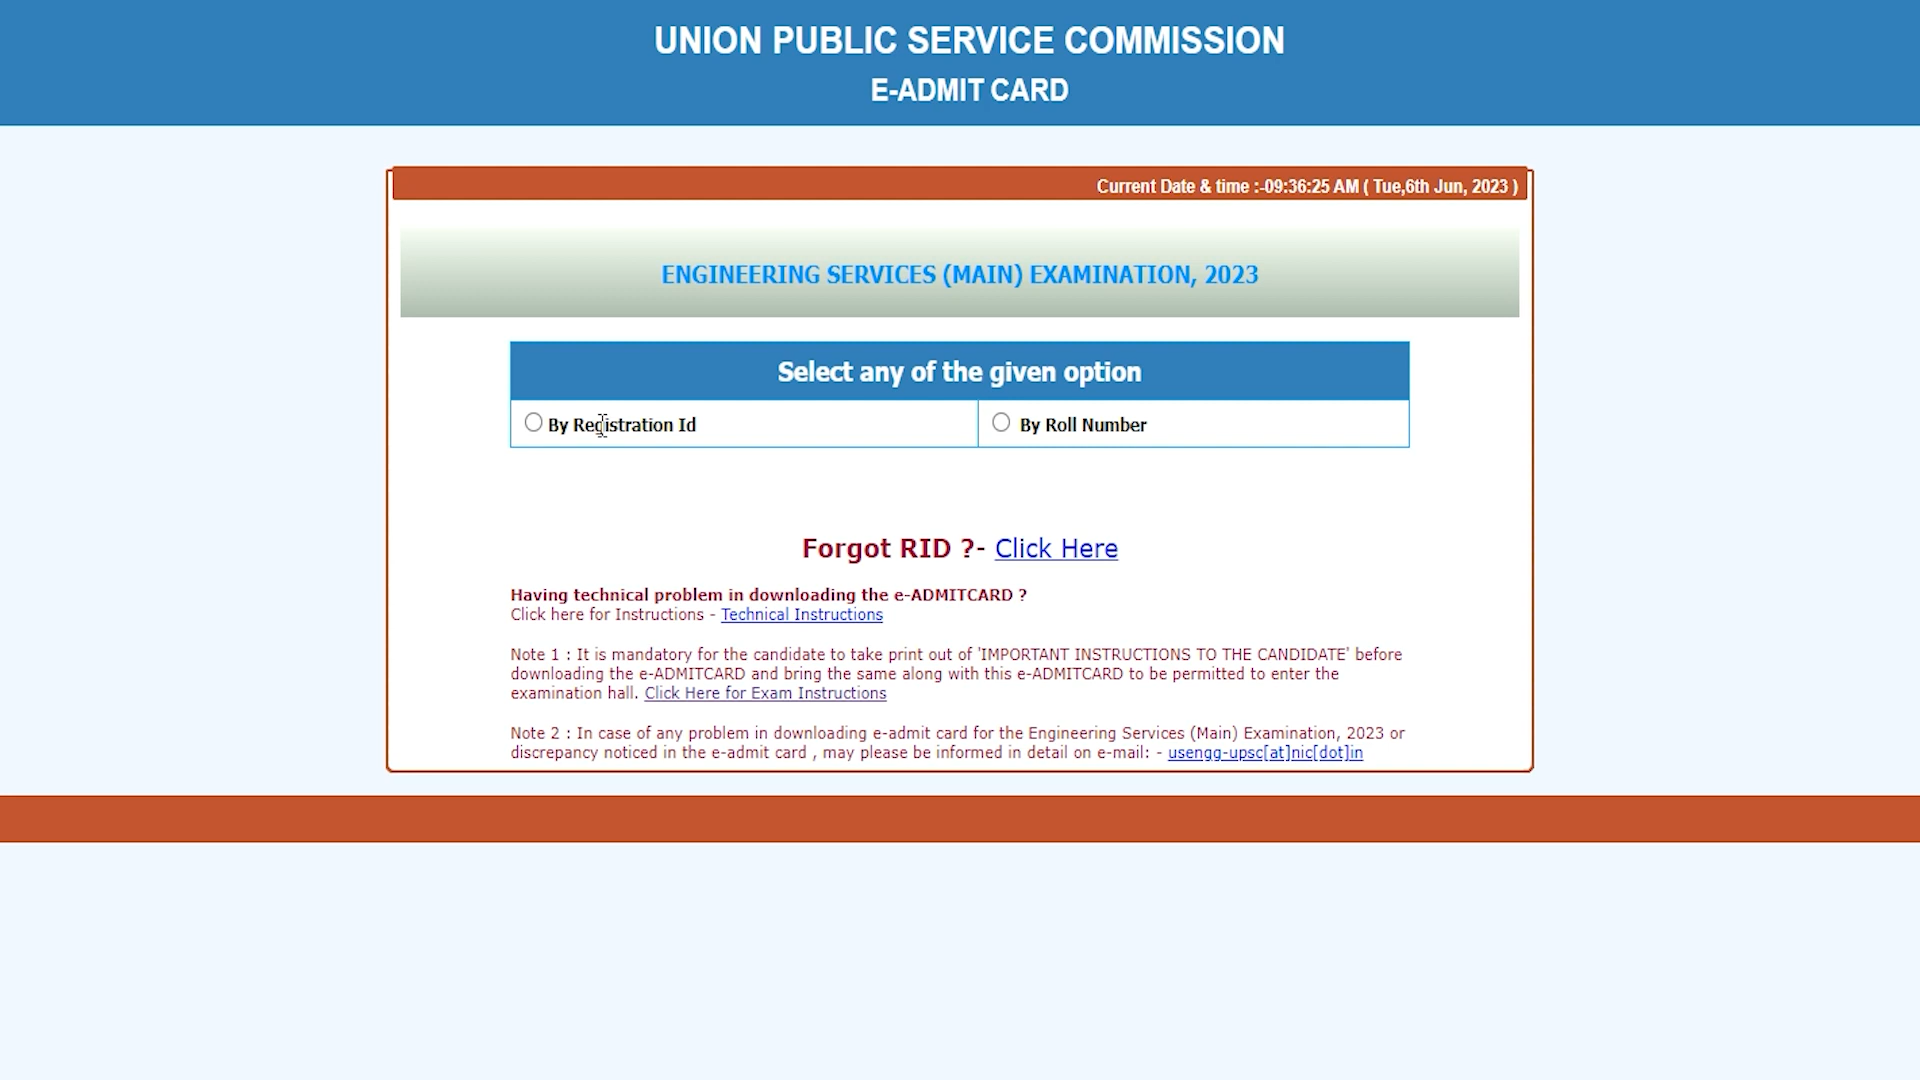 UNION PUBLIC SERVICE COMMISSION
E-ADMIT CARD
Current Date & time :-09:36:25 AM ( Tue,6th Jun, 2023 )
ENGINEERING SERVICES (MAIN) EXAMINATION, 2023
Select any of the given option
By Registration Id
By Roll Number
Forgot RID ?- Click Here
Having technical problem in downloading the e-ADMITCARD ?
Click here for Instructions - Technical Instructions
Note 1 : It is mandatory for the candidate to take print out of 'IMPORTANT INSTRUCTIONS TO THE CANDIDATE' before
downloading the e-ADMITCARD and bring the same along with this e-ADMITCARD to be permitted to enter the
examination hall. Click Here for Exam Instructions
Note 2 : In case of any problem in downloading e-admit card for the Engineering Services (Main) Examination, 2023 or
discrepancy noticed in the e-admit card , may please be informed in detail on e-mail: - usengg-upsc[at]nic[dot]in